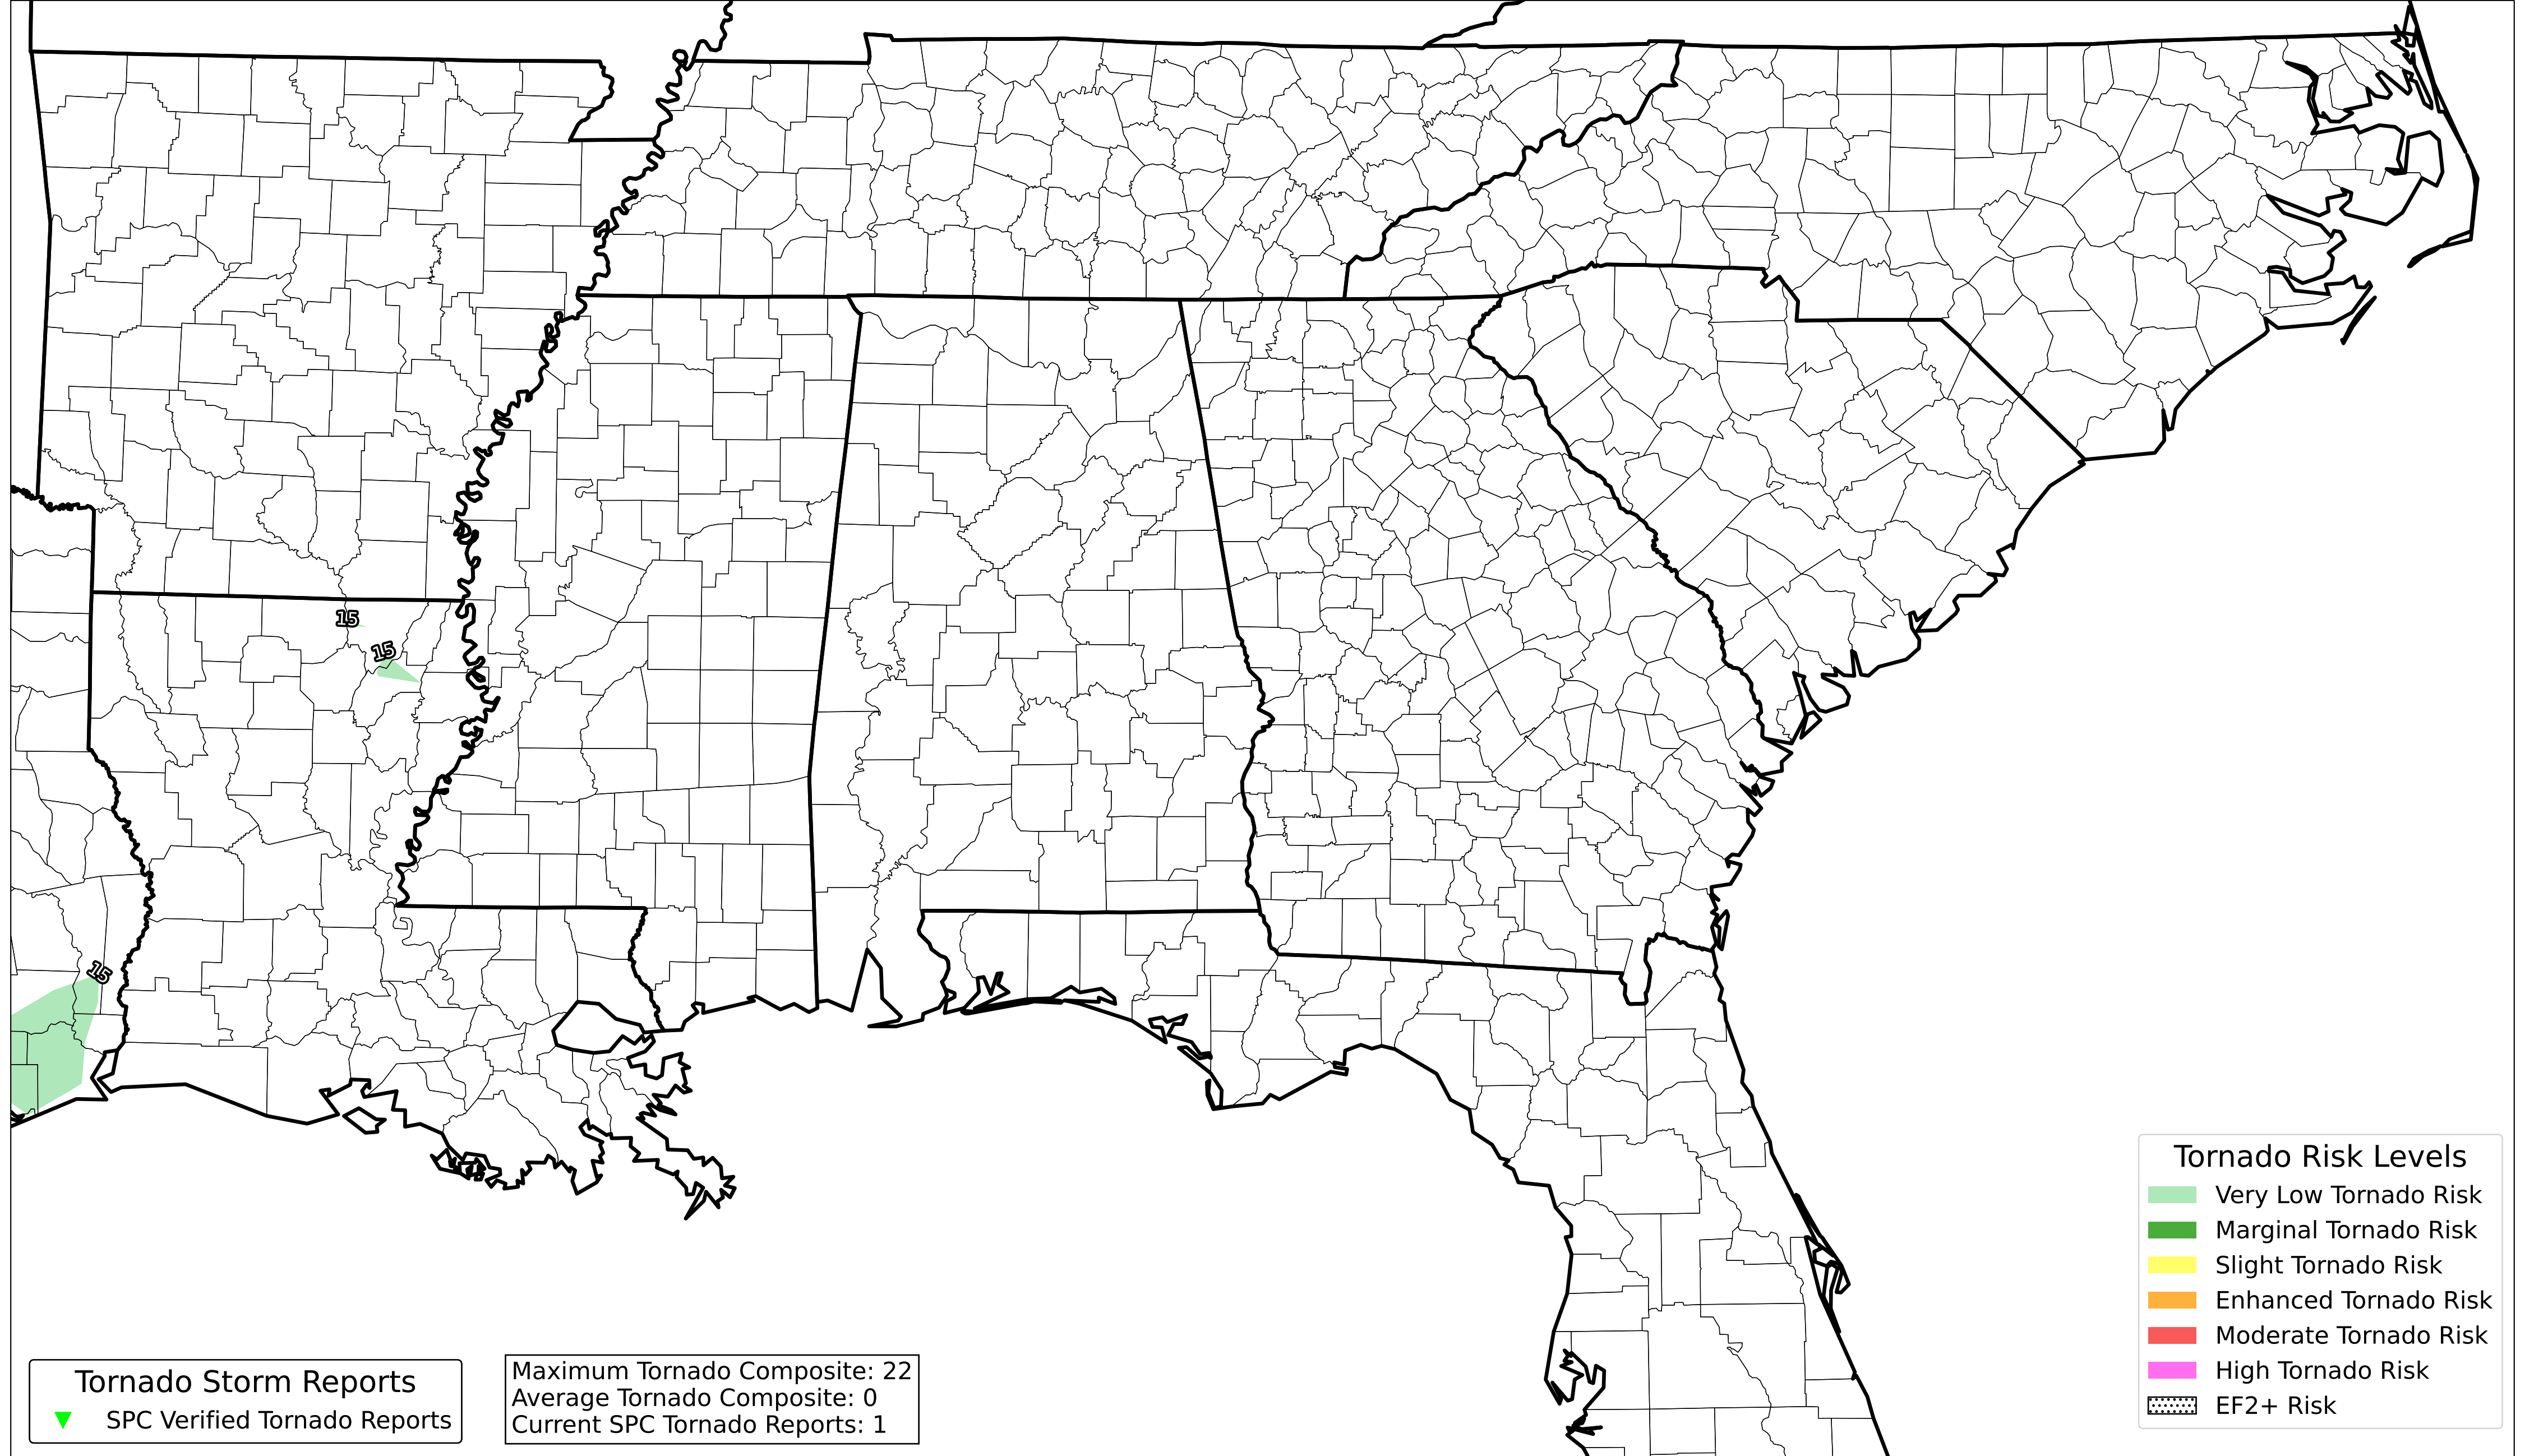 15
15
15
Tornado Risk Levels
Very Low Tornado Risk
Marginal Tornado Risk
Slight Tornado Risk
Enhanced Tornado Risk
Moderate Tornado Risk
High Tornado Risk
EF2+ Risk
Tornado Storm Reports
SPC Verified Tornado Reports
Maximum Tornado Composite: 22
Average Tornado Composite: 0
Current SPC Tornado Reports: 1